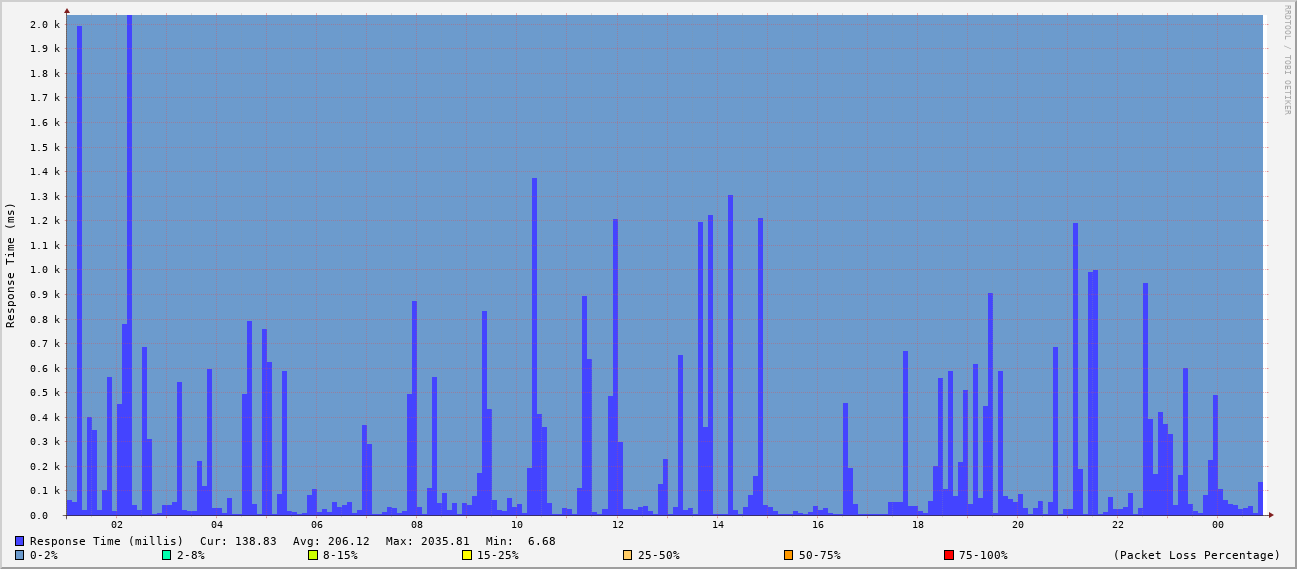 RRDTOOL / TOBI OETIKER
Response Time (ms)
2.0 k
1.9 k
1.8 k
1.7 k
1.6 k
1.5 k
1.4 k
1.3 k
1.2 k
1.1 k
1.0 k
0.9 k
0.8 k
0.7 k
0.6 k
0.5 k
0.4 k
0.3 k
0.2 k
0.1 k
0.0
02 04 06 08 10 12 14 16 18 20 22 00
Response Time (millis) Cur: 138.83 Avg: 206.12 Max: 2035.81 Min: 6.68
0-2% 2-8% 8-15% 15-25% 25-50% 50-75% 75-100% (Packet Loss Percentage)